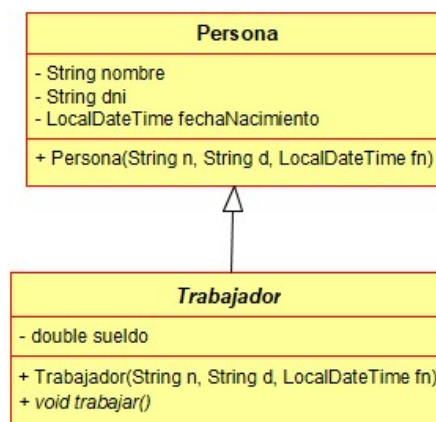 Persona
- String nombre
- String dni
- LocalDateTime fechaNacimiento
+ Persona(String n, String d, LocalDateTime fn)
Trabajador
- double sueldo
+ Trabajador(String n, String d, LocalDateTime fn)
+ void trabajar()